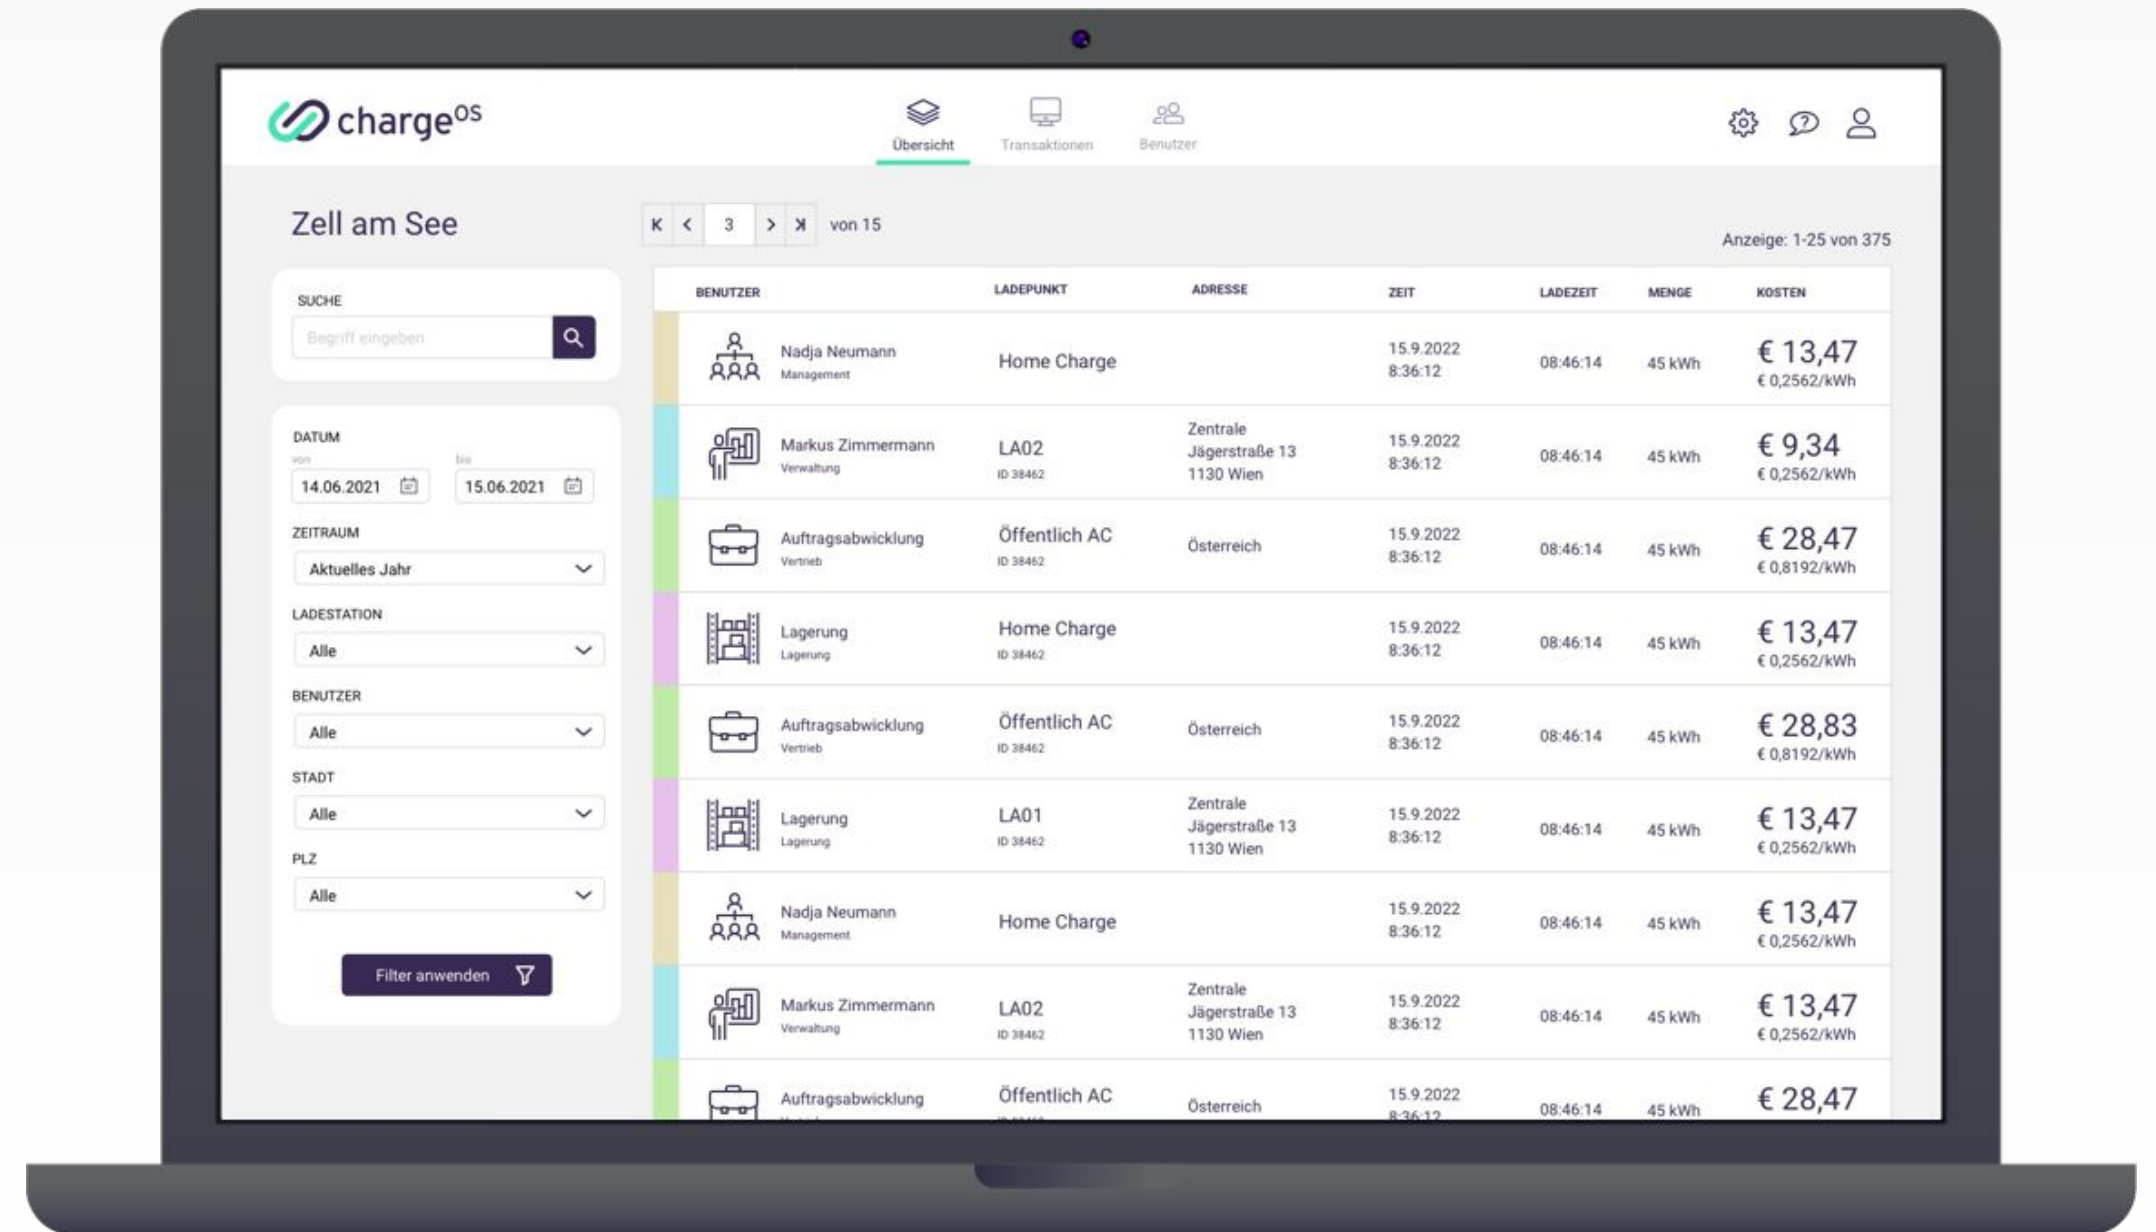 chargeOS
Übersicht
Transaktionen
Benutzer
Zell am See
3
von 15
Anzeige: 1-25 von 375
SUCHE
Begriff eingeben
DATUM
von
bis
14.06.2021
15.06.2021
ZEITRAUM
Aktuelles Jahr
LADESTATION
Alle
BENUTZER
Alle
STADT
Alle
PLZ
Alle
Filter anwenden
BENUTZER LADEPUNKT ADRESSE ZEIT LADEZEIT MENGE KOSTEN
Nadja Neumann
Management
Home Charge
15.9.2022
8:36:12
08:46:14
45 kWh
€ 13,47
€ 0,2562/kWh
Markus Zimmermann
Verwaltung
LA02
ID 38462
Zentrale
Jägerstraße 13
1130 Wien
15.9.2022
8:36:12
08:46:14
45 kWh
€ 9,34
€ 0,2562/kWh
Auftragsabwicklung
Vertrieb
Öffentlich AC
ID 38462
Österreich
15.9.2022
8:36:12
08:46:14
45 kWh
€ 28,47
€ 0,8192/kWh
Lagerung
Lagerung
Home Charge
ID 38462
15.9.2022
8:36:12
08:46:14
45 kWh
€ 13,47
€ 0,2562/kWh
Auftragsabwicklung
Vertrieb
Öffentlich AC
ID 38462
Österreich
15.9.2022
8:36:12
08:46:14
45 kWh
€ 28,83
€ 0,8192/kWh
Lagerung
Lagerung
LA01
ID 38462
Zentrale
Jägerstraße 13
1130 Wien
15.9.2022
8:36:12
08:46:14
45 kWh
€ 13,47
€ 0,2562/kWh
Nadja Neumann
Management
Home Charge
15.9.2022
8:36:12
08:46:14
45 kWh
€ 13,47
€ 0,2562/kWh
Markus Zimmermann
Verwaltung
LA02
ID 38462
Zentrale
Jägerstraße 13
1130 Wien
15.9.2022
8:36:12
08:46:14
45 kWh
€ 13,47
€ 0,2562/kWh
Auftragsabwicklung
Öffentlich AC
Österreich
15.9.2022
8:36:12
08:46:14
45 kWh
€ 28,47